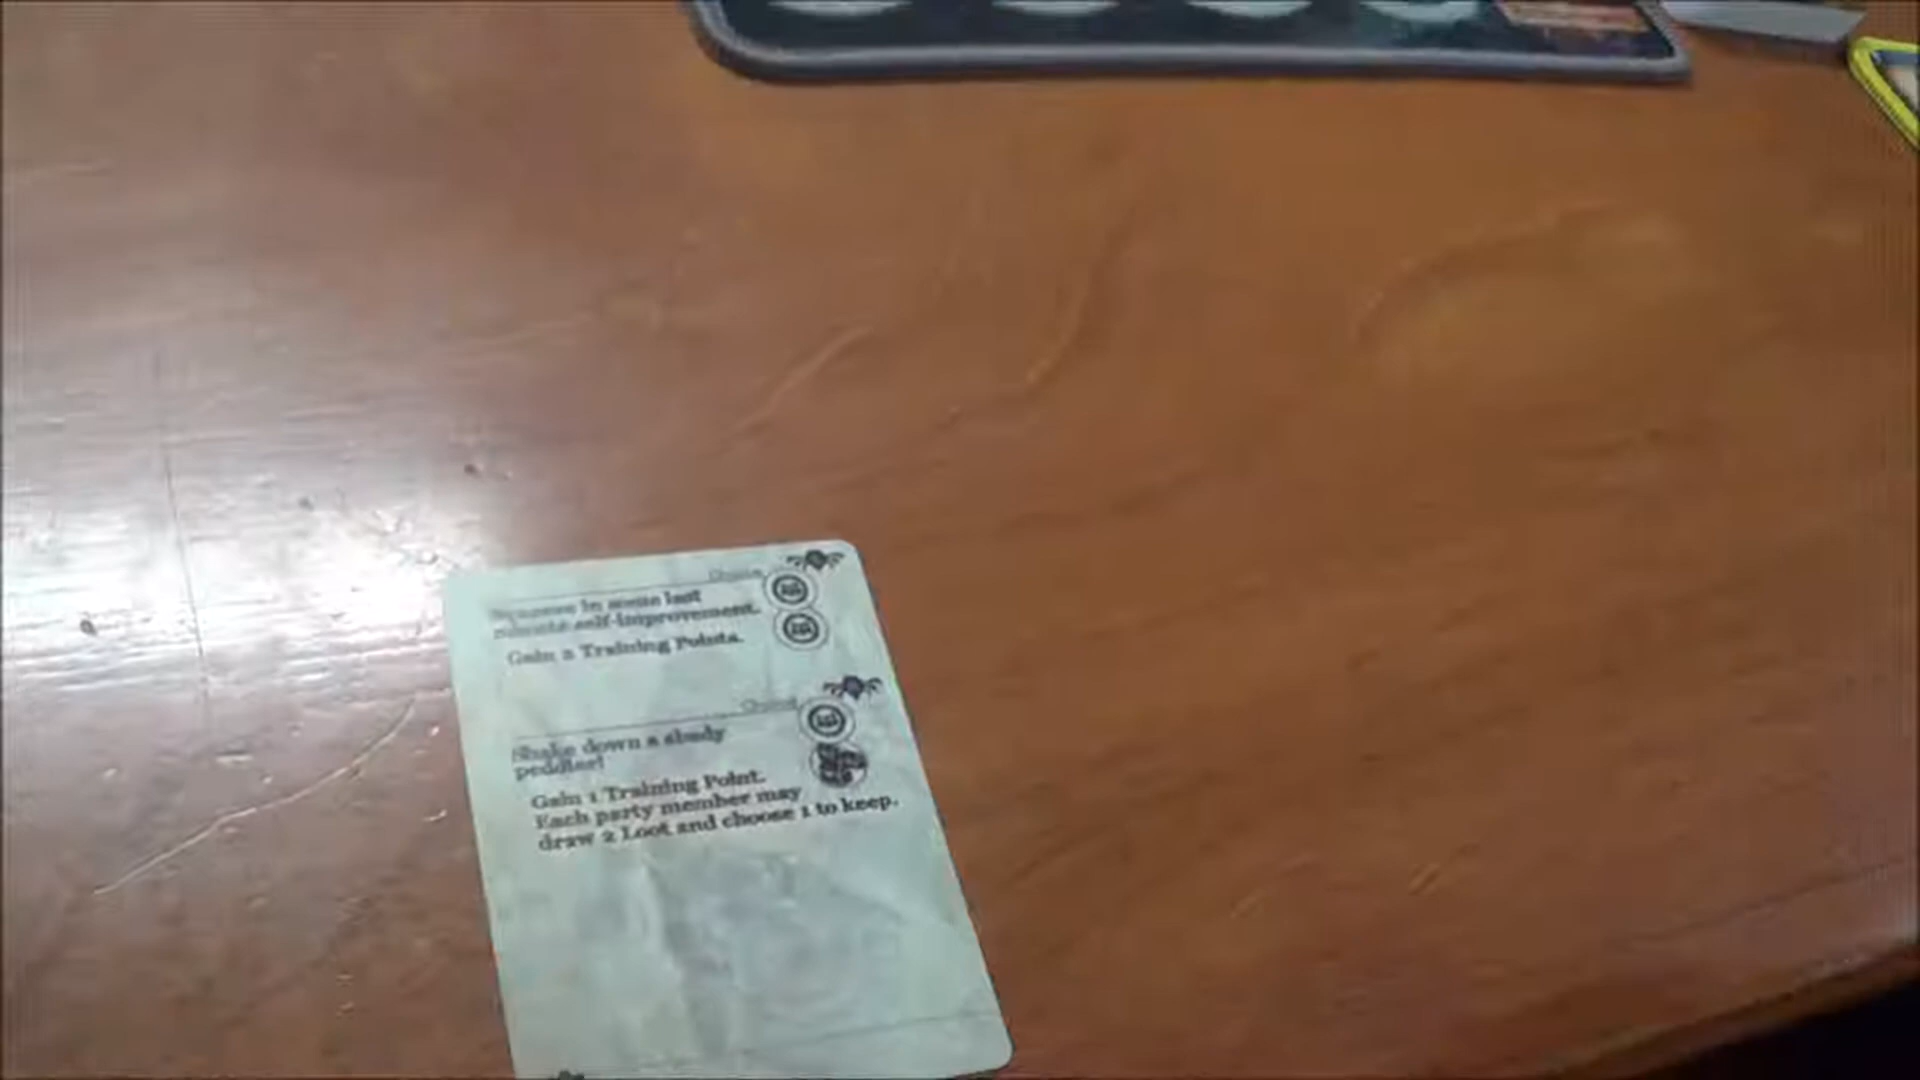 Choice
Squeeze in some last
minute self-improvement.
Gain 2 Training Points.
Choice
Shake down a shady
peddler!
Gain 1 Training Point.
Each party member may
draw 2 Loot and choose 1 to keep.